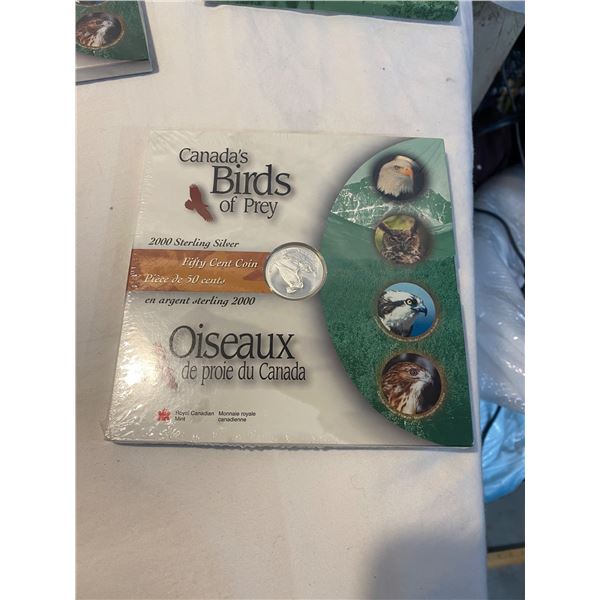 Canada's
Birds
of Prey
2000 Sterling Silver
Fifty Cent Coin
Pièce de 50 cents
en argent sterling 2000
Oiseaux
de proie du Canada
Royal Canadian Mint
Monnaie royale canadienne